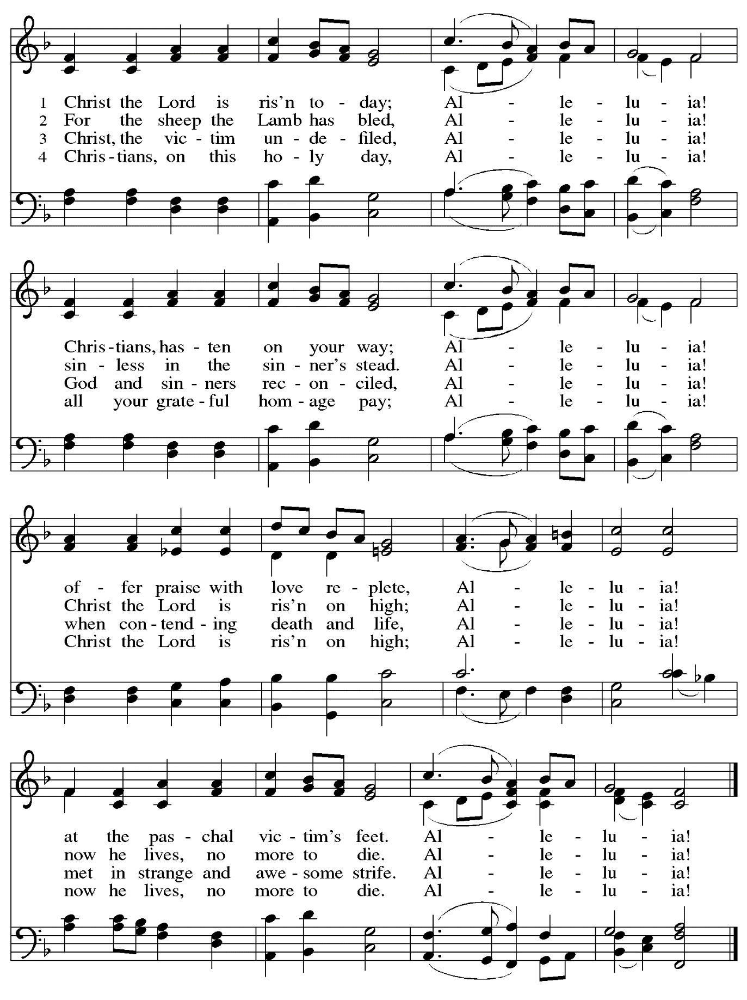 1 Christ the Lord is ris'n to - day; Al - le - lu - ia!
2 For the sheep the Lamb has bled, Al - le - lu - ia!
3 Christ, the vic - tim un - de - filed, Al - le - lu - ia!
4 Chris - tians, on this ho - ly day, Al - le - lu - ia!
Chris - tians, has - ten on your way; Al - le - lu - ia!
sin - less in the sin - ner's stead. Al - le - lu - ia!
God and sin - ners rec - on - ciled, Al - le - lu - ia!
all your grate - ful hom - age pay; Al - le - lu - ia!
of - fer praise with love re - plete, Al - le - lu - ia!
Christ the Lord is ris'n on high; Al - le - lu - ia!
when con - tend - ing death and life, Al - le - lu - ia!
Christ the Lord is ris'n on high; Al - le - lu - ia!
at the pas - chal vic - tim's feet. Al - le - lu - ia!
now he lives, no more to die. Al - le - lu - ia!
met in strange and awe - some strife. Al - le - lu - ia!
now he lives, no more to die. Al - le - lu - ia!